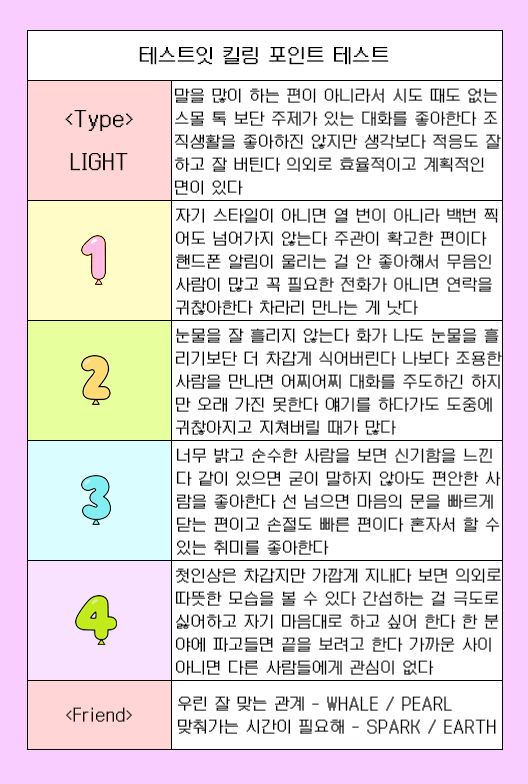 테스트잇 킬링 포인트 테스트
<Type>
LIGHT
말을 많이 하는 편이 아니라서 시도 때도 없는
스몰 톡 보단 주제가 있는 대화를 좋아한다 조
직생활을 좋아하진 않지만 생각보다 적응도 잘
하고 잘 버틴다 의외로 효율적이고 계획적인
면이 있다
1
자기 스타일이 아니면 열 번이 아니라 백번 찍
어도 넘어가지 않는다 주관이 확고한 편이다
핸드폰 알림이 울리는 걸 안 좋아해서 무음인
사람이 많고 꼭 필요한 전화가 아니면 연락을
귀찮아한다 차라리 만나는 게 낫다
2
눈물을 잘 흘리지 않는다 화가 나도 눈물을 흘
리기보단 더 차갑게 식어버린다 나보다 조용한
사람을 만나면 어찌어찌 대화를 주도하긴 하지
만 오래 가진 못한다 얘기를 하다가도 도중에
귀찮아지고 지쳐버릴 때가 많다
3
너무 밝고 순수한 사람을 보면 신기함을 느낀
다 같이 있으면 굳이 말하지 않아도 편안한 사
람을 좋아한다 선 넘으면 마음의 문을 빠르게
닫는 편이고 손절도 빠른 편이다 혼자서 할 수
있는 취미를 좋아한다
4
첫인상은 차갑지만 가깝게 지내다 보면 의외로
따뜻한 모습을 볼 수 있다 간섭하는 걸 극도로
싫어하고 자기 마음대로 하고 싶어 한다 한 분
야에 파고들면 끝을 보려고 한다 가까운 사이
아니면 다른 사람들에게 관심이 없다
<Friend>
우린 잘 맞는 관계 - WHALE / PEARL
맞춰가는 시간이 필요해 - SPARK / EARTH